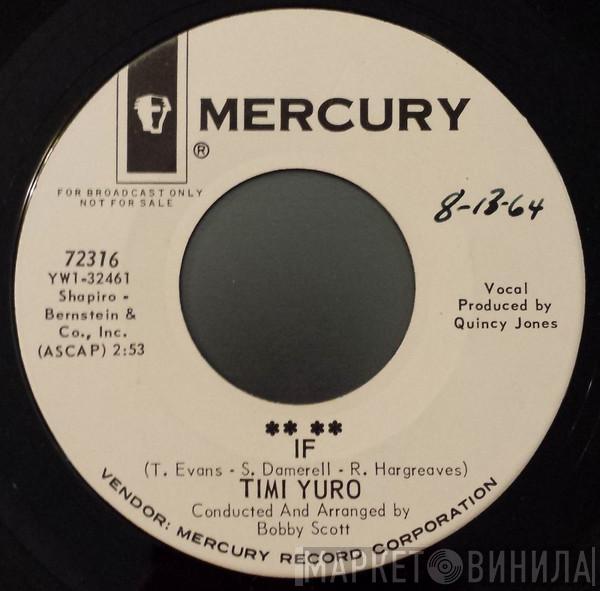 MERCURY
®
FOR BROADCAST ONLY
NOT FOR SALE
8-13-64
72316
YW1-32461
Shapiro -
Bernstein &
Co., Inc.
(ASCAP) 2:53
Vocal
Produced by
Quincy Jones
** **
IF
(T. Evans - S. Damerell - R. Hargreaves)
TIMI YURO
Conducted And Arranged by
Bobby Scott
VENDOR: MERCURY RECORD CORPORATION
МАРКЕТ ВИНИЛА